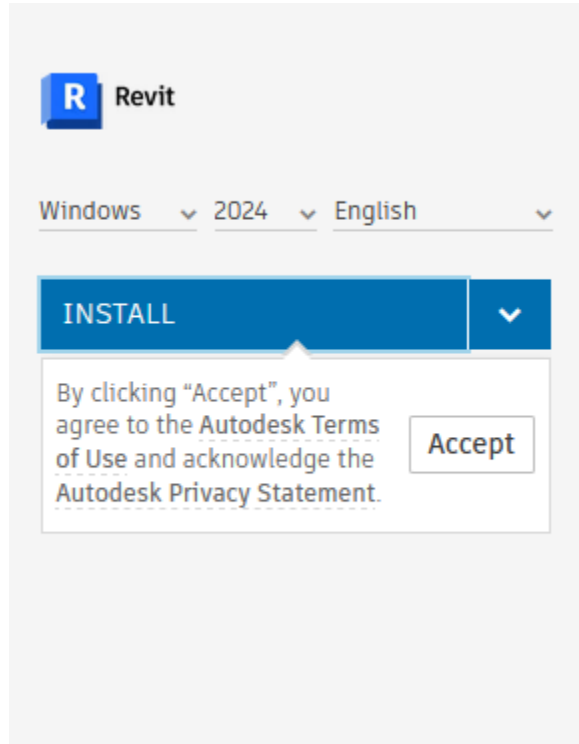 R Revit
Windows 2024 English
INSTALL
By clicking “Accept”, you
agree to the Autodesk Terms
of Use and acknowledge the
Autodesk Privacy Statement.
Accept